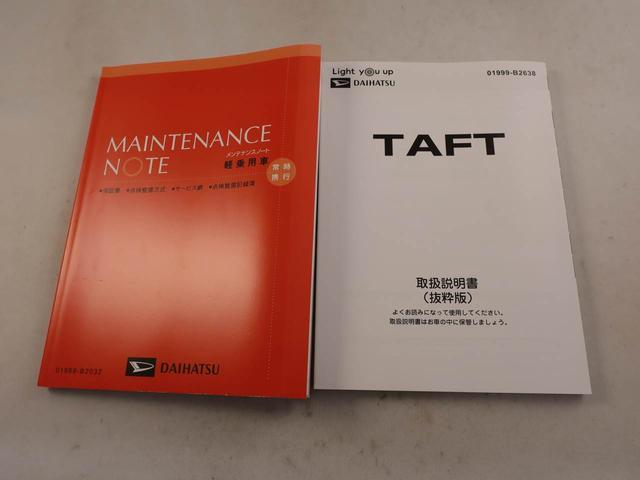 MAINTENANCE
NOTE
メンテナンスノート
軽乗用車
常時
携行
●保証書 ●点検整備方式 ●サービス網 ●点検整備記録簿
01999-B2032
DAIHATSU
Light you up
01999-B2638
DAIHATSU
TAFT
取扱説明書
(抜粋版)
よくお読みになって使用してください。
取扱説明書はお車の中に保管しましょう。